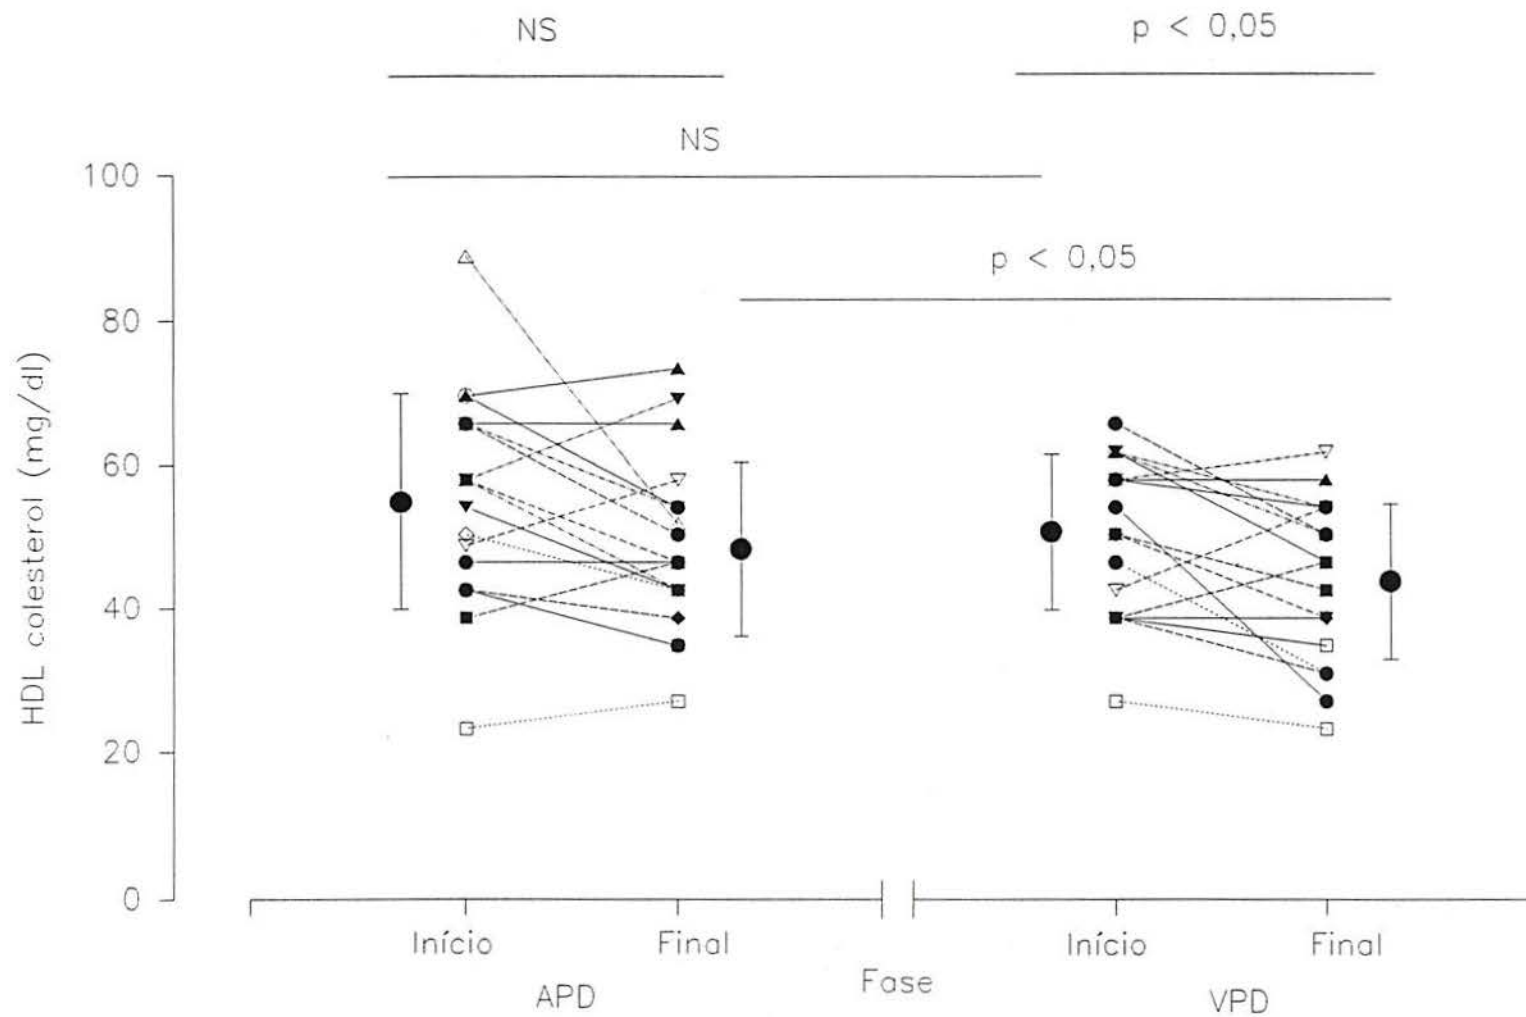 NS
p < 0,05
NS
p < 0,05
HDL colesterol (mg/dl)
100
80
60
40
20
0
Início
Final
Início
Final
Fase
APD
VPD